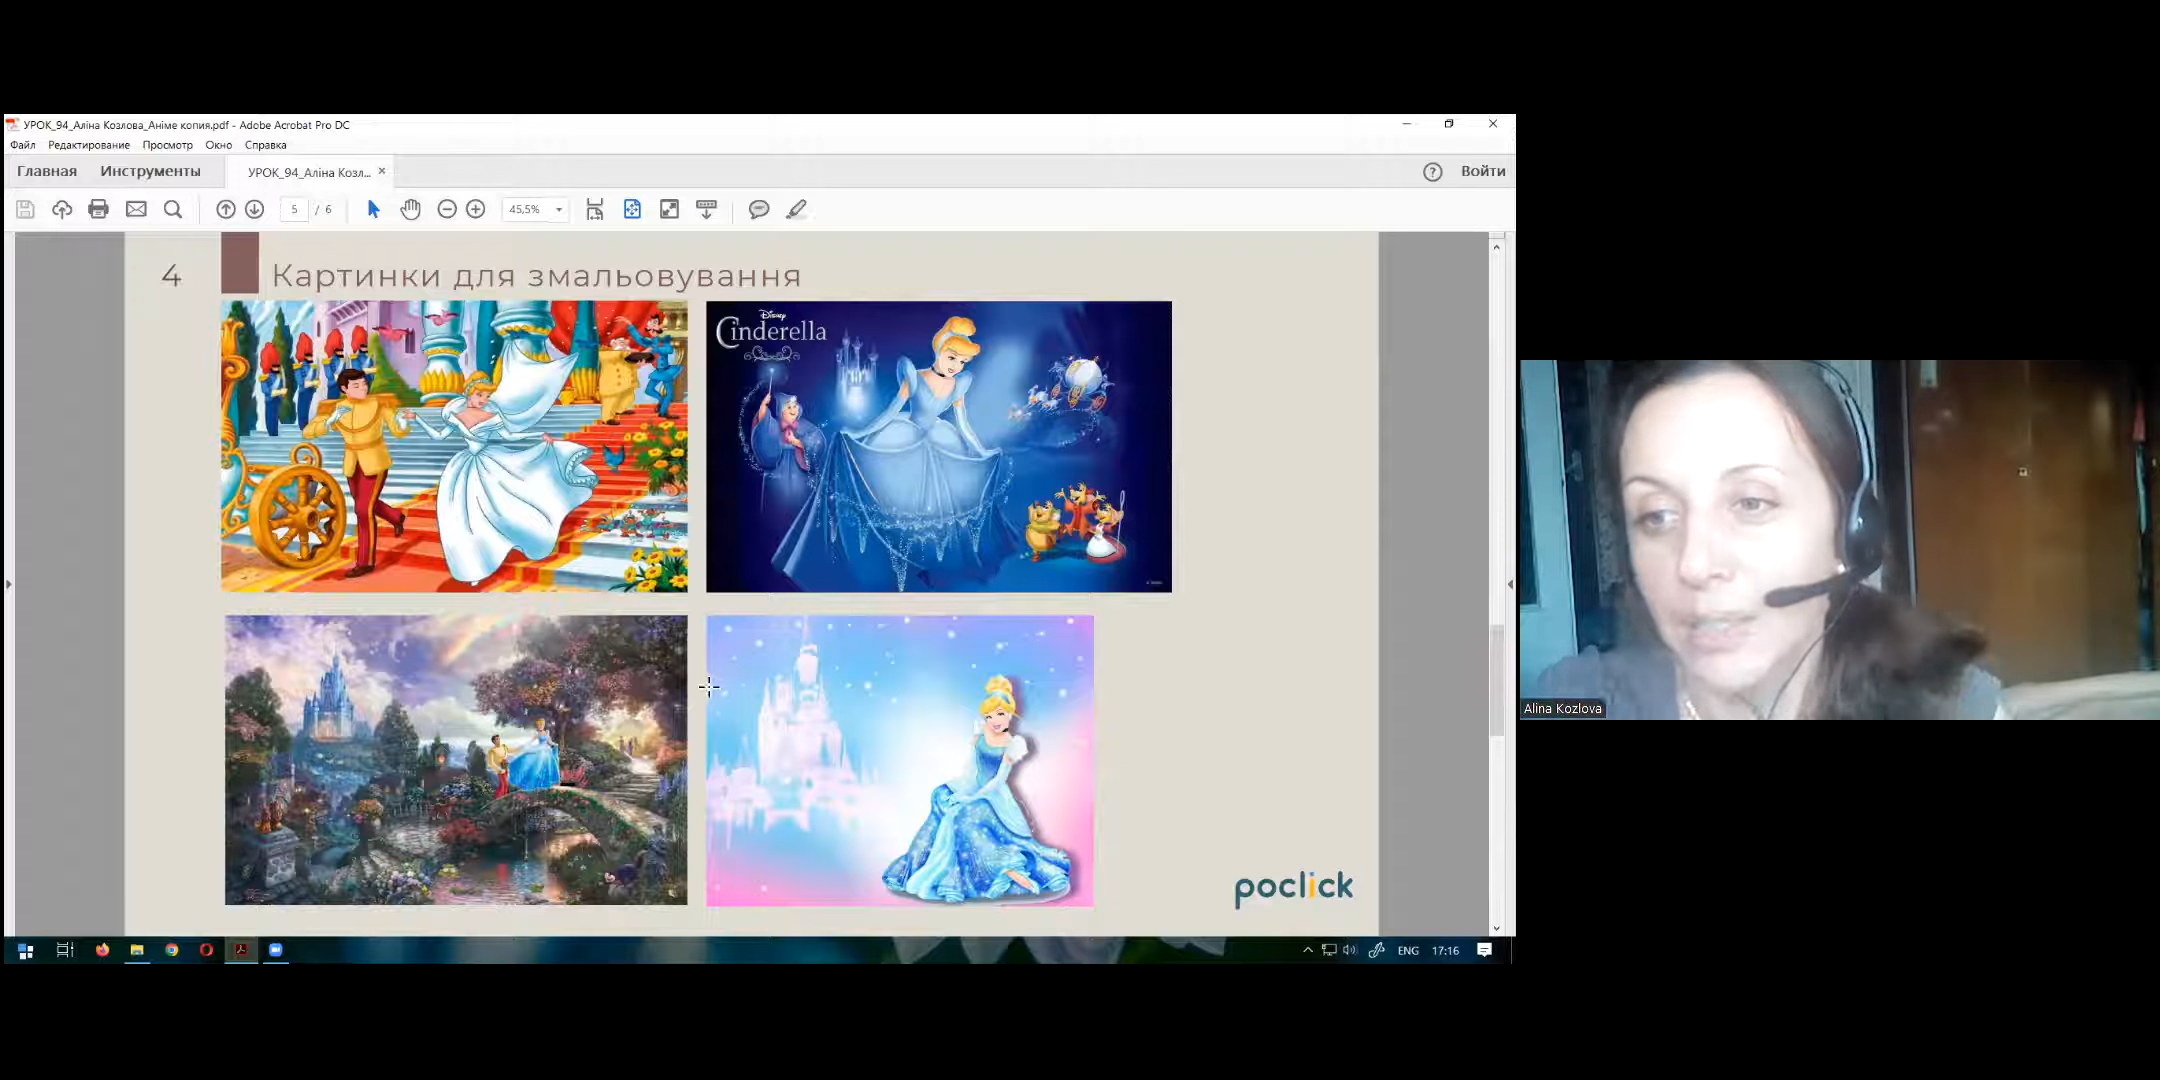 УРОК_94_Аліна Козлова_Аніме копия.pdf - Adobe Acrobat Pro DC
Файл Редактирование Просмотр Окно Справка
Главная Инструменты УРОК_94_Аліна Козл... × Войти
5 / 6 45,5%
4 Картинки для змальовування
Disney
Cinderella
Alina Kozlova
poclick
ENG 17:16